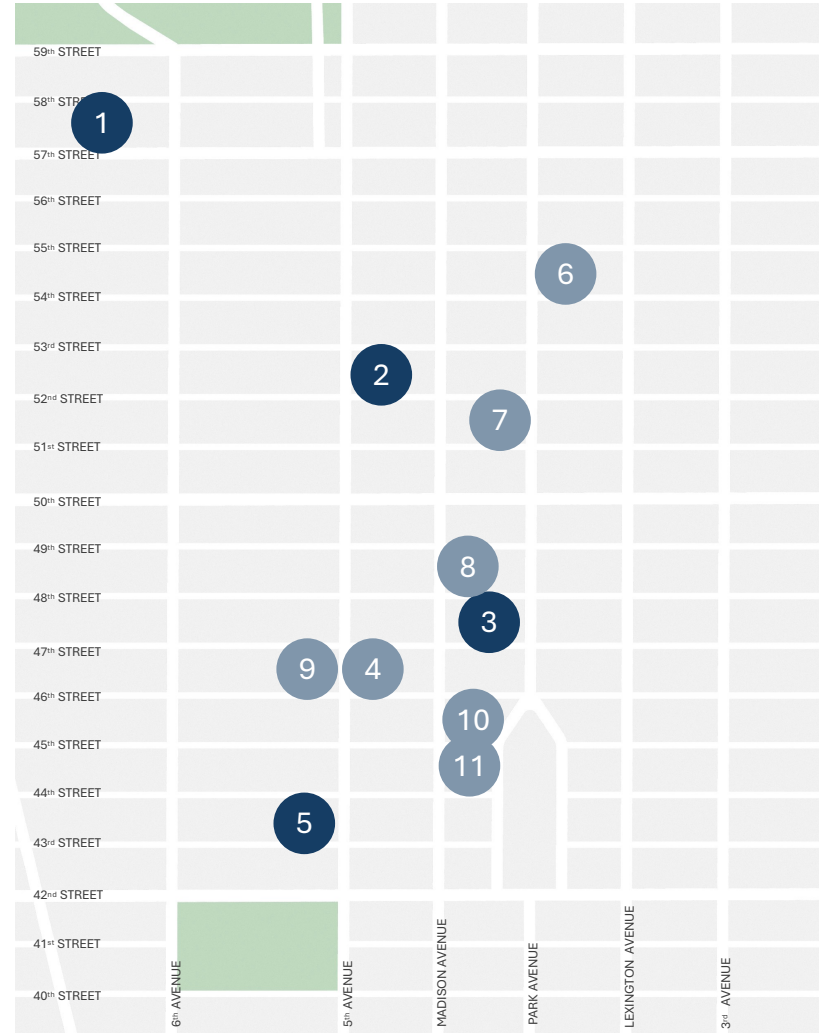 59th STREET
58th STR
1
57th STREET
56th STREET
55th STREET
6
54th STREET
53rd STREET
2
52nd STREET
7
51st STREET
50th STREET
49th STREET
8
48th STREET
3
47th STREET
9
4
46th STREET
10
45th STREET
11
44th STREET
5
43rd STREET
42nd STREET
41st STREET
40th STREET
6th AVENUE
5th AVENUE
MADISON AVENUE
PARK AVENUE
LEXINGTON AVENUE
3rd AVENUE